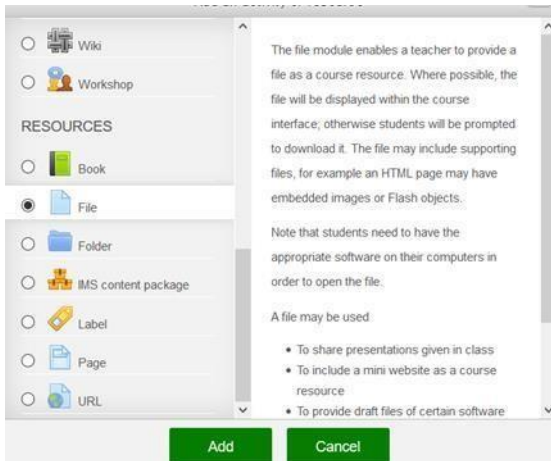 Wiki
Workshop
RESOURCES
Book
File
Folder
IMS content package
Label
Page
URL
The file module enables a teacher to provide a
file as a course resource. Where possible, the
file will be displayed within the course
interface; otherwise students will be prompted
to download it. The file may include supporting
files, for example an HTML page may have
embedded images or Flash objects.
Note that students need to have the
appropriate software on their computers in
order to open the file.
A file may be used
• To share presentations given in class
• To include a mini website as a course
resource
• To provide draft files of certain software
Add
Cancel